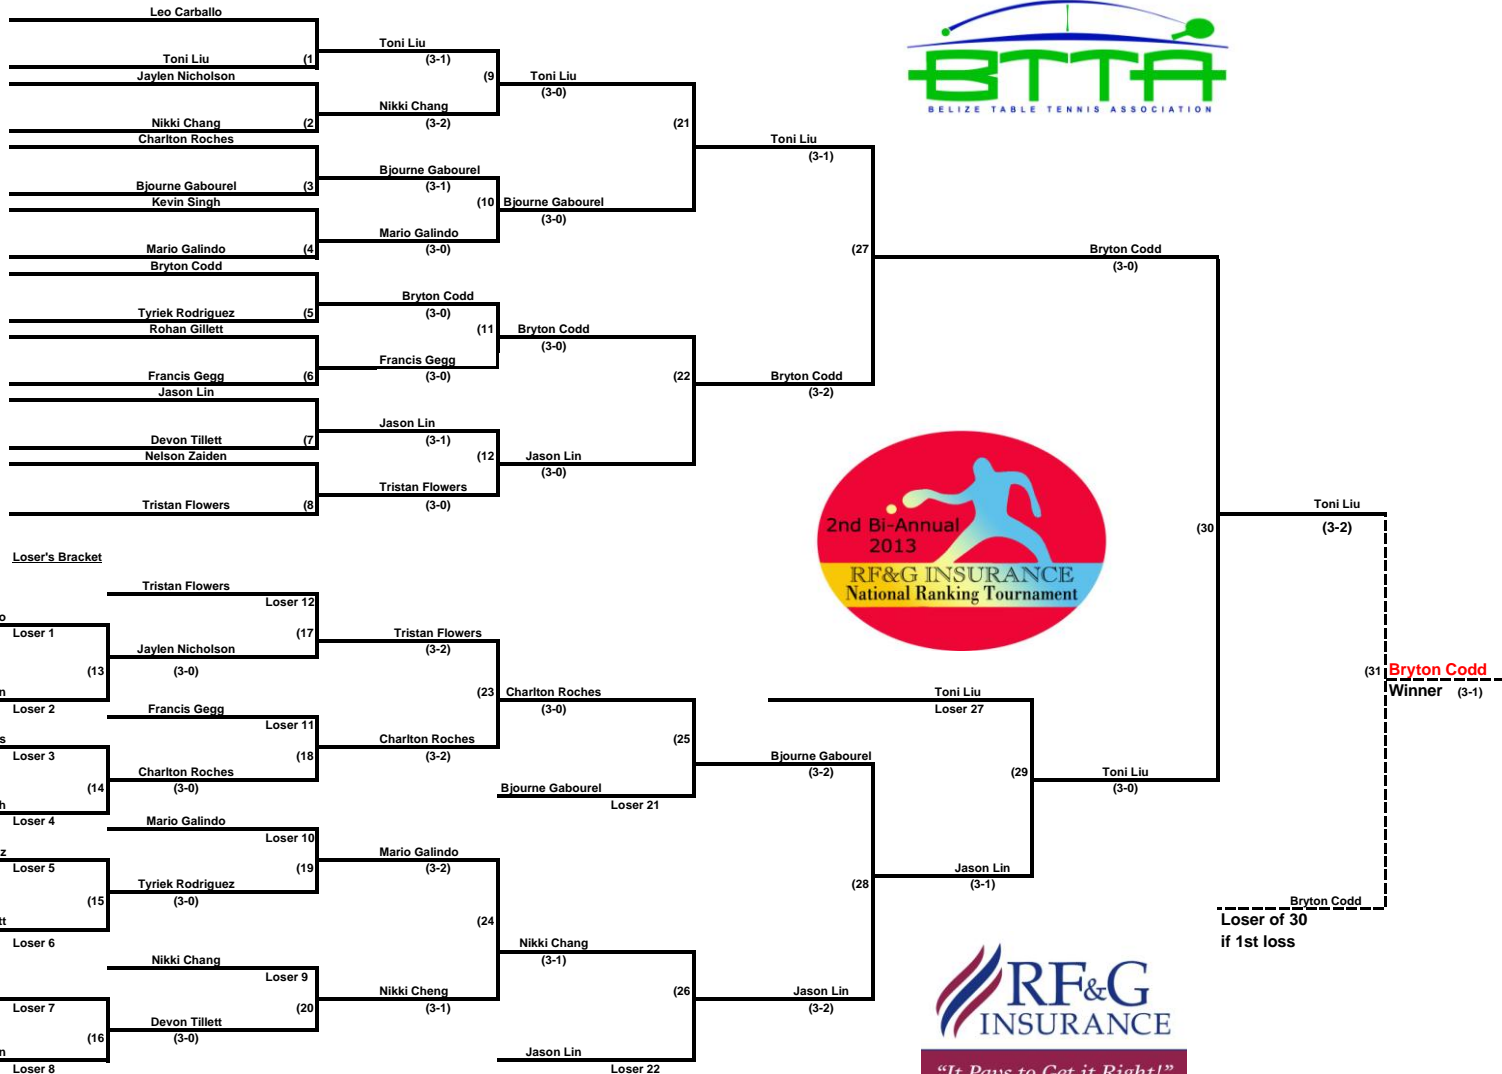 Leo Carballo
Toni Liu (1
Jaylen Nicholson
Nikki Chang (2
Charlton Roches
Bjourne Gabourel (3
Kevin Singh
Mario Galindo (4
Bryton Codd
Tyriek Rodriguez (5
Rohan Gillett
Francis Gegg (6
Jason Lin
Devon Tillett (7
Nelson Zaiden
Tristan Flowers (8
Toni Liu
(3-1)
(9
Nikki Chang
(3-2)
Bjourne Gabourel
(3-1)
(10
Mario Galindo
(3-0)
Bryton Codd
(3-0)
(11
Francis Gegg
(3-0)
Jason Lin
(3-1)
(12
Tristan Flowers
(3-0)
Toni Liu
(3-0)
(21
Bjourne Gabourel
(3-0)
Bryton Codd
(3-0)
(22
Jason Lin
(3-0)
Toni Liu
(3-1)
(27
Bryton Codd
(3-2)
Bryton Codd
(3-0)
(30
BTTA
BELIZE TABLE TENNIS ASSOCIATION
2nd Bi-Annual
2013
RF&G INSURANCE
National Ranking Tournament
Toni Liu
(3-2)
(31 Bryton Codd
Winner (3-1)
Bryton Codd
Loser of 30
if 1st loss
Loser's Bracket
Tristan Flowers
Loser 12
o
Loser 1
(17
Jaylen Nicholson
(13 (3-0)
n
Loser 2
Francis Gegg
Loser 11
s
Loser 3
(18
Charlton Roches
(14 (3-0)
h
Loser 4
Mario Galindo
Loser 10
z
Loser 5
(19
Tyriek Rodriguez
(15 (3-0)
tt
Loser 6
Nikki Chang
Loser 9
Loser 7
(20
Devon Tillett
(16 (3-0)
n
Loser 8
Tristan Flowers
(3-2)
(23
Charlton Roches
(3-2)
Mario Galindo
(3-2)
(24
Nikki Cheng
(3-1)
Charlton Roches
(3-0)
(25
Bjourne Gabourel
Loser 21
Nikki Chang
(3-1)
(26
Jason Lin
Loser 22
Bjourne Gabourel
(3-2)
(28
Jason Lin
(3-2)
Toni Liu
Loser 27
(29
Jason Lin
(3-1)
Toni Liu
(3-0)
RF&G
INSURANCE
"It Pays to Get it Right!"